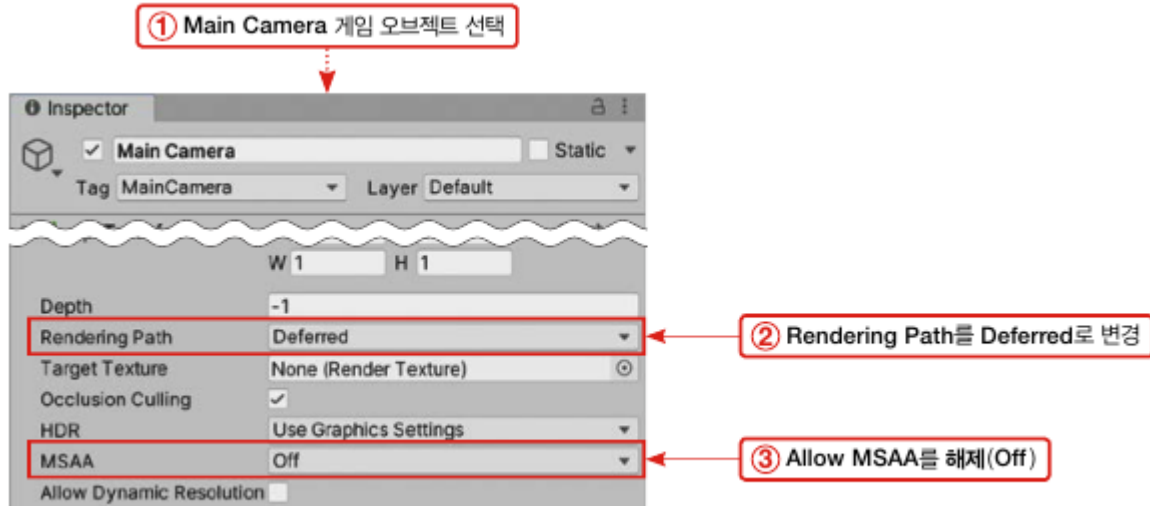 ① Main Camera 게임 오브젝트 선택
Inspector
Main Camera
Static
Tag MainCamera Layer Default
W 1 H 1
Depth -1
Rendering Path Deferred
② Rendering Path를 Deferred로 변경
Target Texture None (Render Texture)
Occlusion Culling
HDR Use Graphics Settings
MSAA Off
③ Allow MSAA를 해제(Off)
Allow Dynamic Resolution